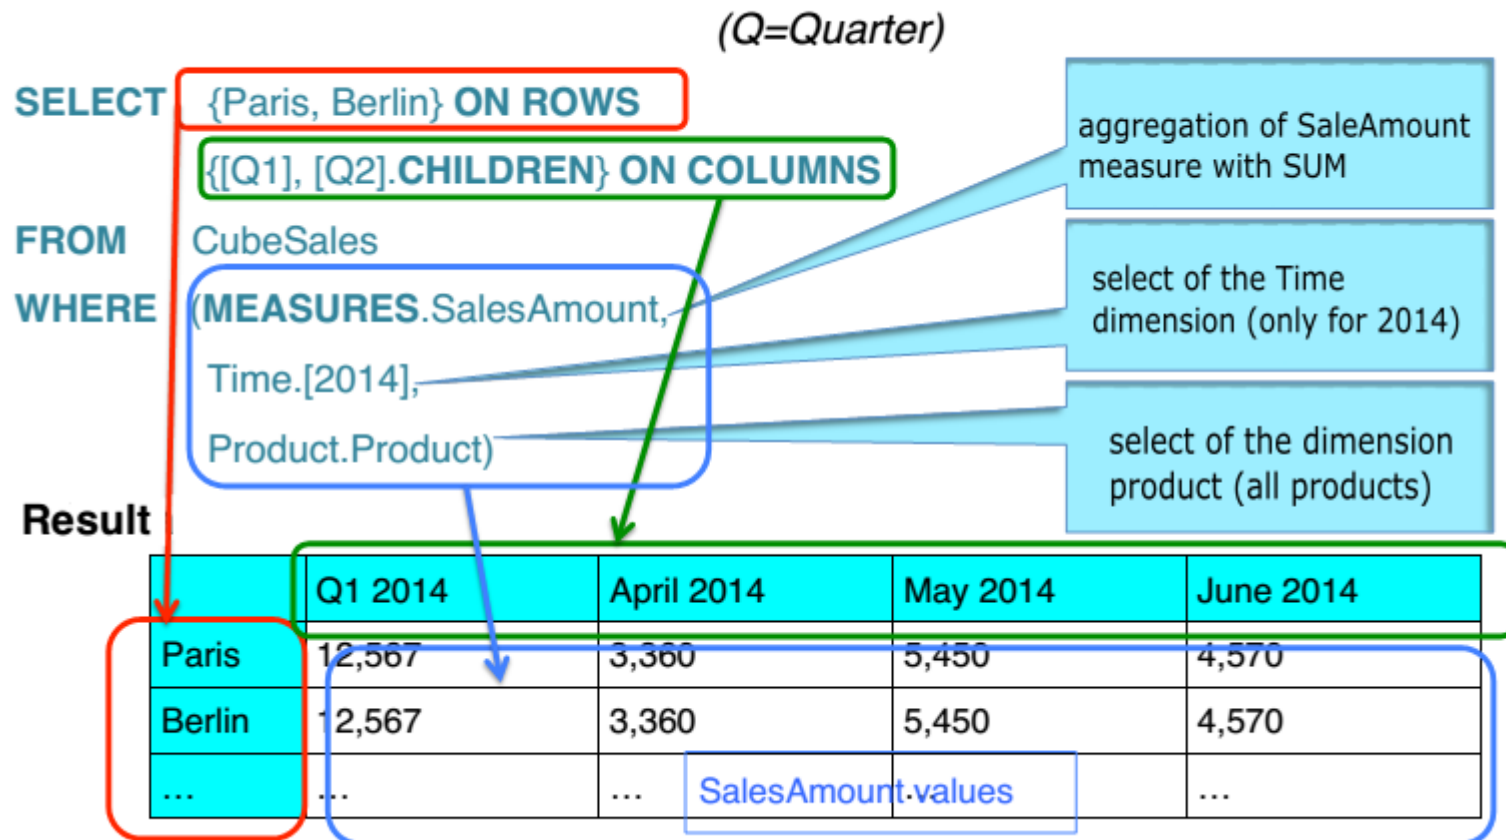 (Q=Quarter)
SELECT {Paris, Berlin} ON ROWS
{[Q1], [Q2].CHILDREN} ON COLUMNS
FROM CubeSales
WHERE (MEASURES.SalesAmount,
Time.[2014],
Product.Product)
aggregation of SaleAmount
measure with SUM
select of the Time
dimension (only for 2014)
select of the dimension
product (all products)
Result :
Q1 2014 April 2014 May 2014 June 2014
Paris 12,567 3,360 5,450 4,570
Berlin 12,567 3,360 5,450 4,570
... ... ... ... ...
SalesAmount values